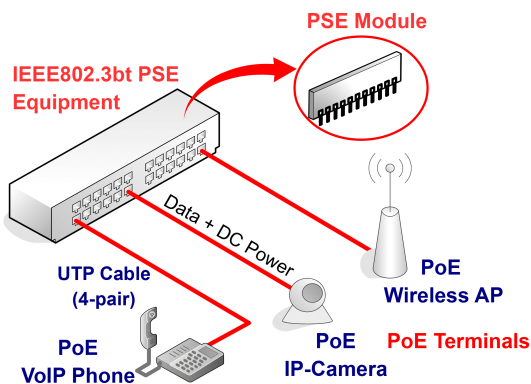 PSE Module
IEEE802.3bt PSE
Equipment
Data + DC Power
UTP Cable
(4-pair)
PoE
Wireless AP
PoE
VoIP Phone
PoE
IP-Camera
PoE Terminals